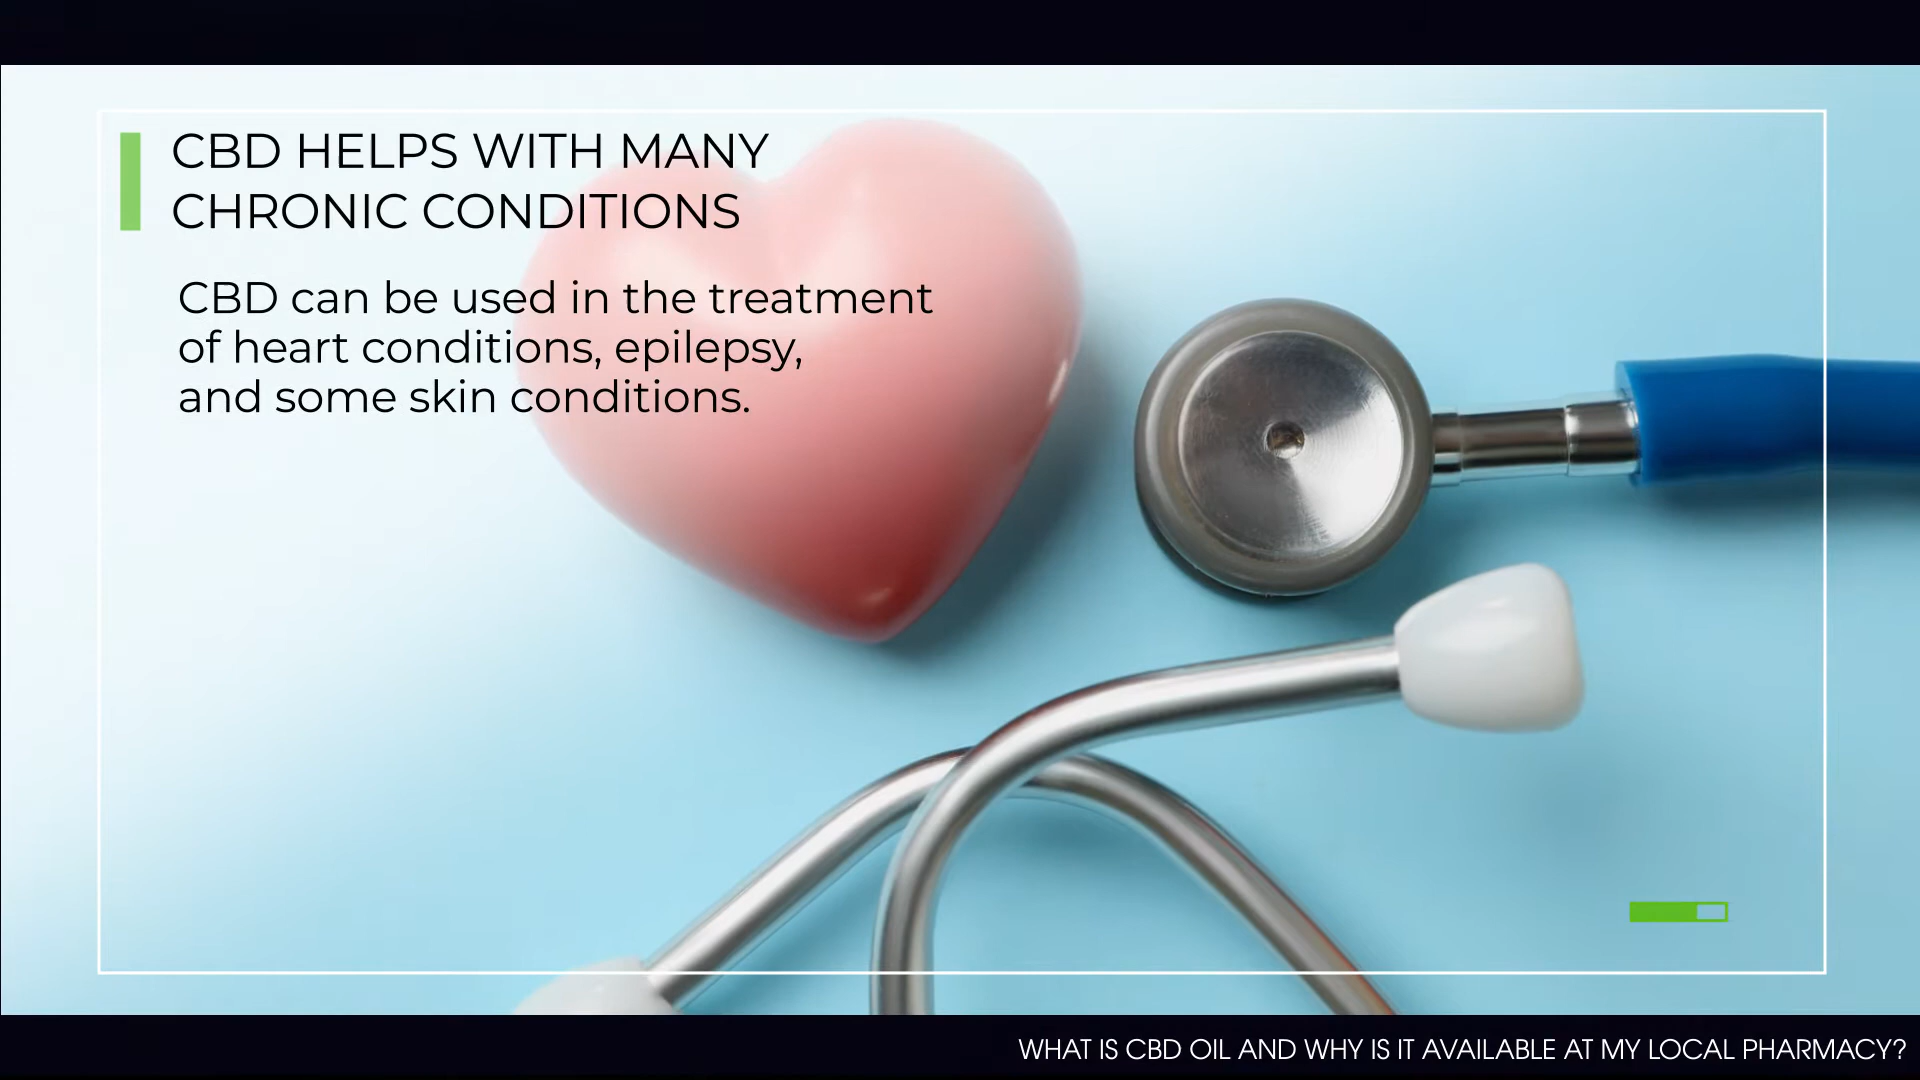 CBD HELPS WITH MANY
CHRONIC CONDITIONS
CBD can be used in the treatment
of heart conditions, epilepsy,
and some skin conditions.
WHAT IS CBD OIL AND WHY IS IT AVAILABLE AT MY LOCAL PHARMACY?